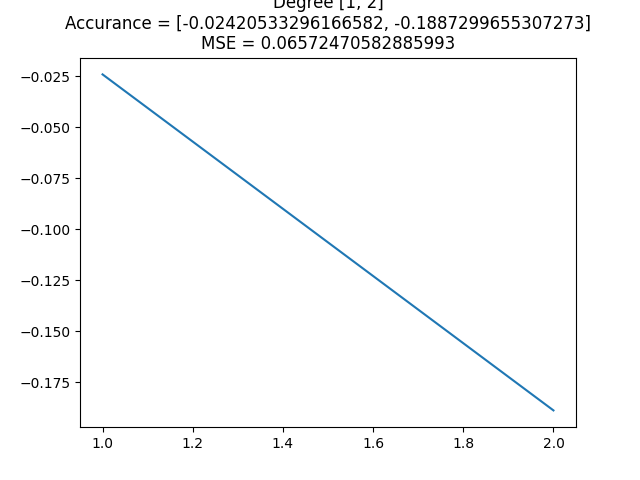 Degree [1, 2]
Accurance = [-0.02420533296166582, -0.1887299655307273]
MSE = 0.06572470582885993
−0.025
−0.050
−0.075
−0.100
−0.125
−0.150
−0.175
1.0 1.2 1.4 1.6 1.8 2.0